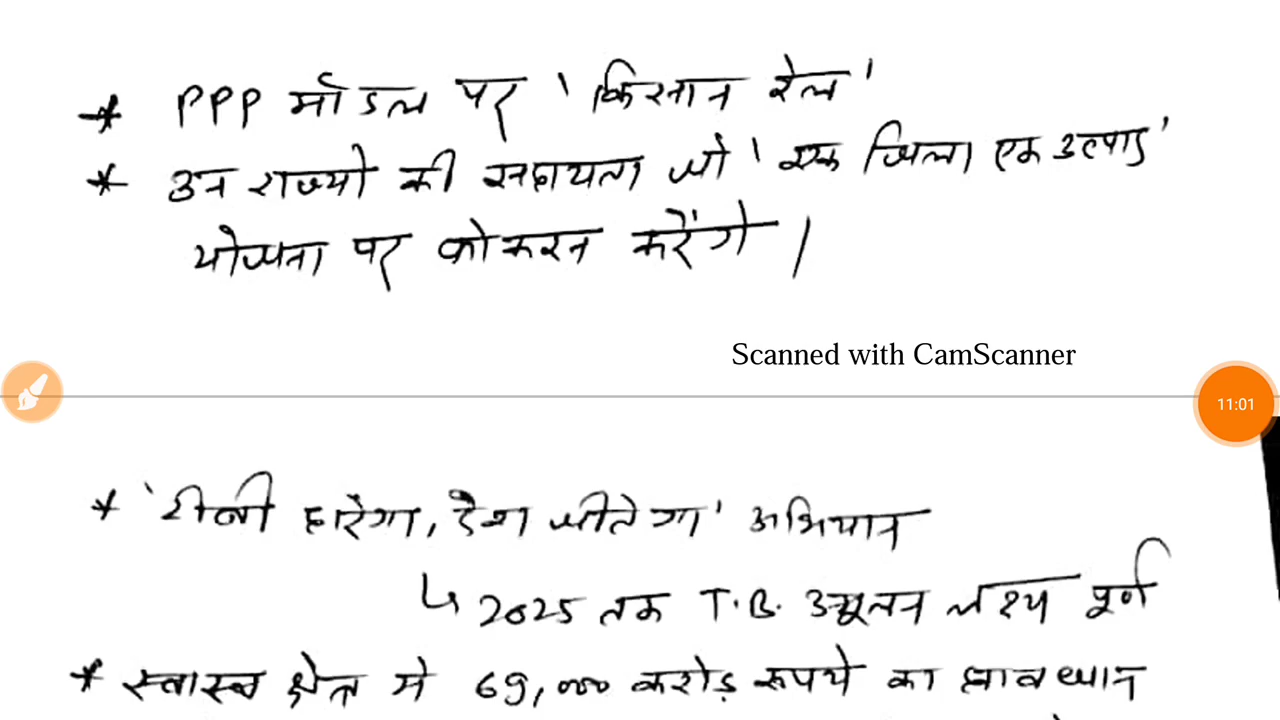 * PPP मॉडल पर 'किसान रेल'
* उन राज्यो की सहायता जो 'एक जिला एक उत्पाद'
योजना पर फोकस करेंगे।
Scanned with CamScanner
11:01
* 'टीबी हारेगा, देश जीतेगा' अभियान
↳ 2025 तक T.B. उन्मूलन लक्ष्य पूर्ण
* स्वास्थ क्षेत्र मे 69,000 करोड़ रूपये का प्रावधान